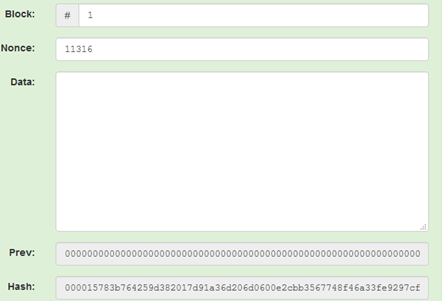 Block: # 1
Nonce: 11316
Data:
Prev: 0000000000000000000000000000000000000000000000000000000000000000
Hash: 000015783b764259d382017d91a36d206d0600e2cbb3567748f46a33fe9297cf